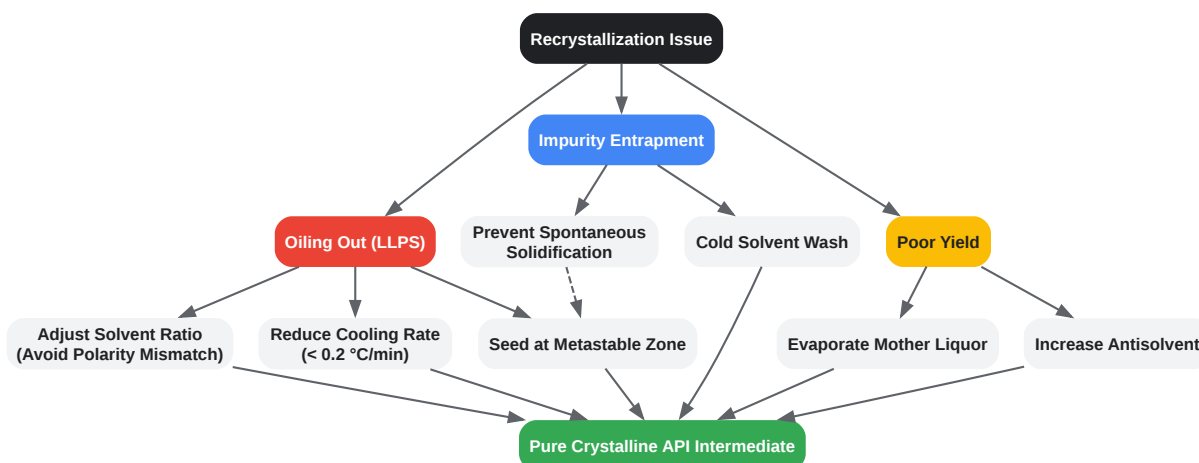 Recrystallization Issue
Impurity Entrapment
Oiling Out (LLPS)
Prevent Spontaneous
Solidification
Cold Solvent Wash
Poor Yield
Adjust Solvent Ratio
(Avoid Polarity Mismatch)
Reduce Cooling Rate
(< 0.2 °C/min)
Seed at Metastable Zone
Evaporate Mother Liquor
Increase Antisolvent
Pure Crystalline API Intermediate